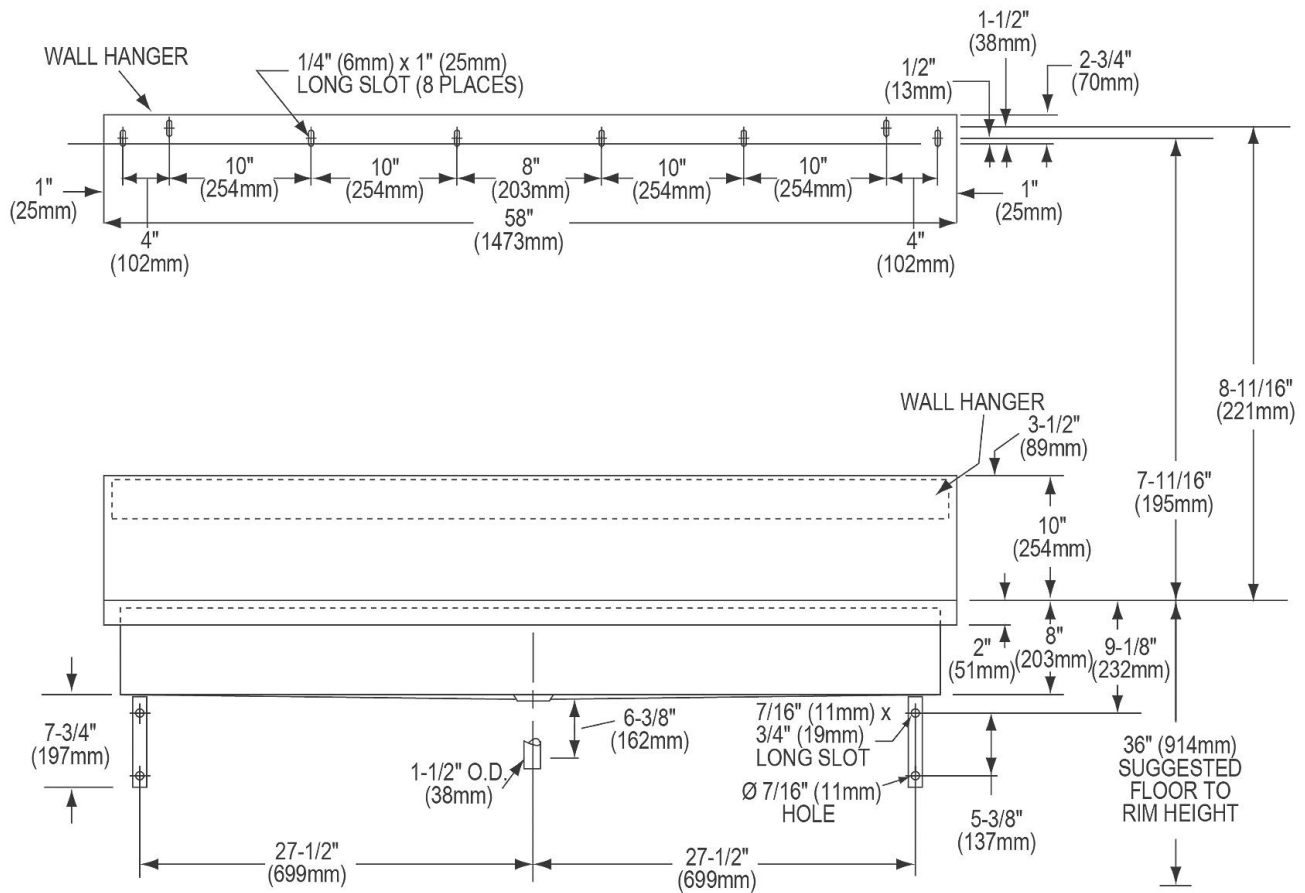 1-1/2"
(38mm)
WALL HANGER
1/4" (6mm) x 1" (25mm)
LONG SLOT (8 PLACES)
1/2"
(13mm)
2-3/4"
(70mm)
10"
(254mm)
10"
(254mm)
8"
(203mm)
10"
(254mm)
10"
(254mm)
1"
(25mm)
1"
(25mm)
58"
(1473mm)
4"
(102mm)
4"
(102mm)
8-11/16"
(221mm)
WALL HANGER
3-1/2"
(89mm)
7-11/16"
(195mm)
10"
(254mm)
2"
(51mm)
8"
(203mm)
9-1/8"
(232mm)
7-3/4"
(197mm)
6-3/8"
(162mm)
7/16" (11mm) x
3/4" (19mm)
LONG SLOT
1-1/2" O.D.
(38mm)
Ø 7/16" (11mm)
HOLE
36" (914mm)
SUGGESTED
FLOOR TO
RIM HEIGHT
5-3/8"
(137mm)
27-1/2"
(699mm)
27-1/2"
(699mm)